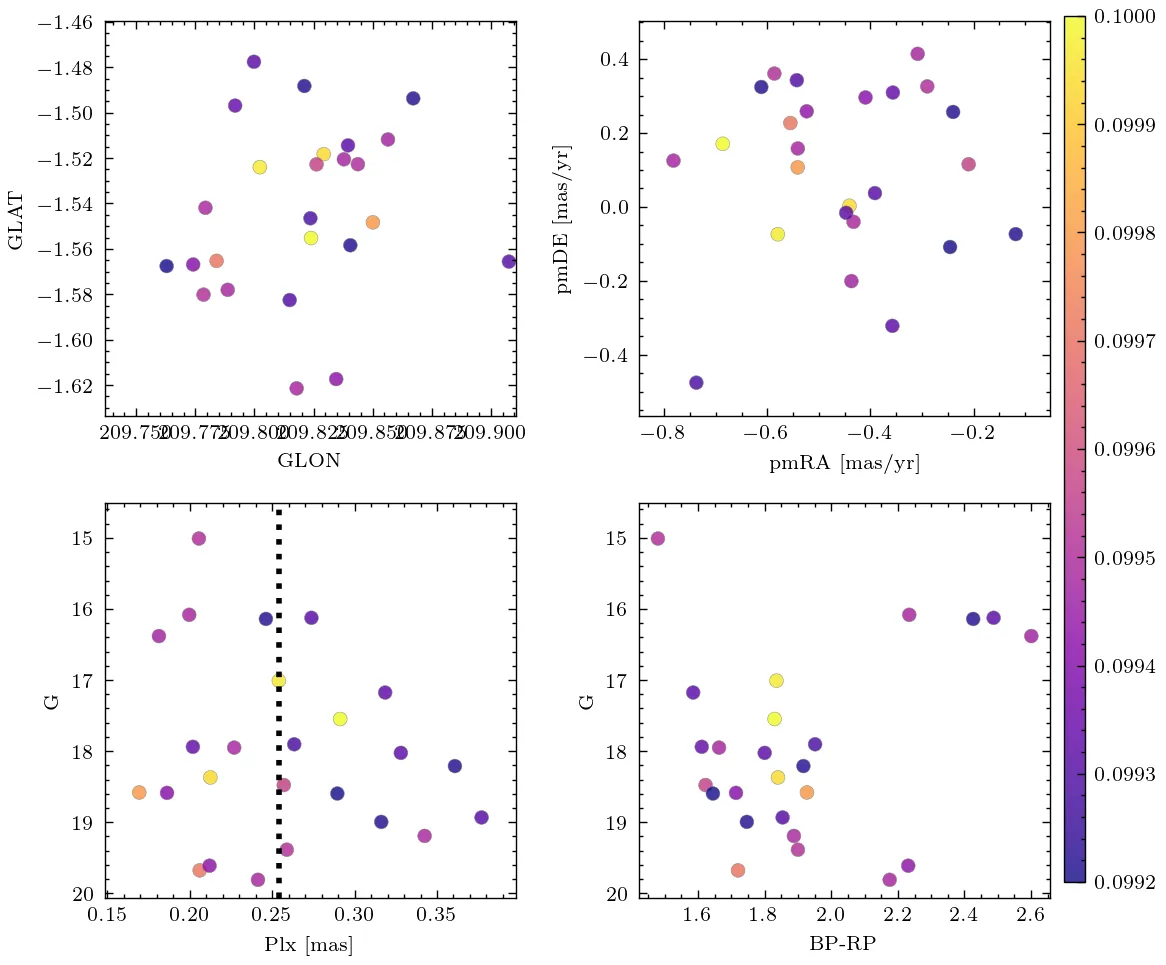 −1.46
−1.48
−1.50
−1.52
−1.54
−1.56
−1.58
−1.60
−1.62
GLAT
209.750 209.775 209.800 209.825 209.850 209.875 209.900
GLON
0.4
0.2
0.0
−0.2
−0.4
pmDE [mas/yr]
−0.8 −0.6 −0.4 −0.2
pmRA [mas/yr]
15
16
17
18
19
20
G
0.15 0.20 0.25 0.30 0.35
Plx [mas]
15
16
17
18
19
20
G
1.6 1.8 2.0 2.2 2.4 2.6
BP-RP
0.1000
0.0999
0.0998
0.0997
0.0996
0.0995
0.0994
0.0993
0.0992